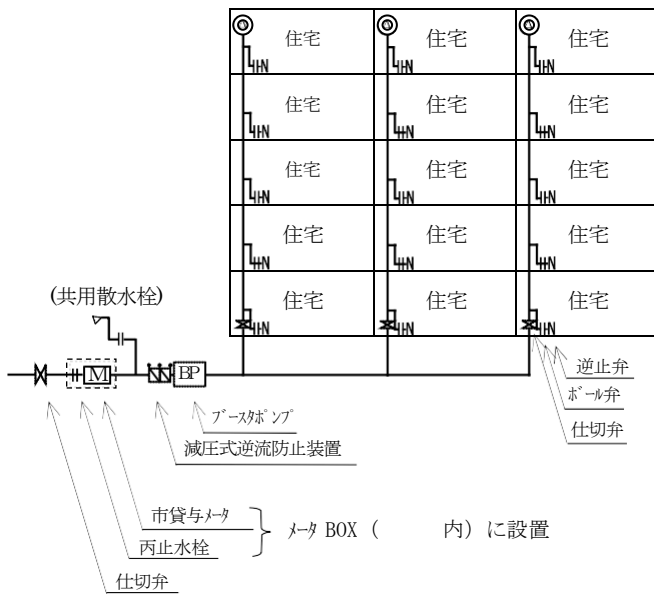 住宅 住宅 住宅
住宅 住宅 住宅
住宅 住宅 住宅
住宅 住宅 住宅
住宅 住宅 住宅
(共用散水栓)
M BP
逆止弁
ﾎﾞｰﾙ弁
仕切弁
ﾌﾞｰｽﾀﾎﾟﾝﾌﾟ
減圧式逆流防止装置
市貸与ﾒｰﾀ
丙止水栓
ﾒｰﾀ BOX （　　　内）に設置
仕切弁